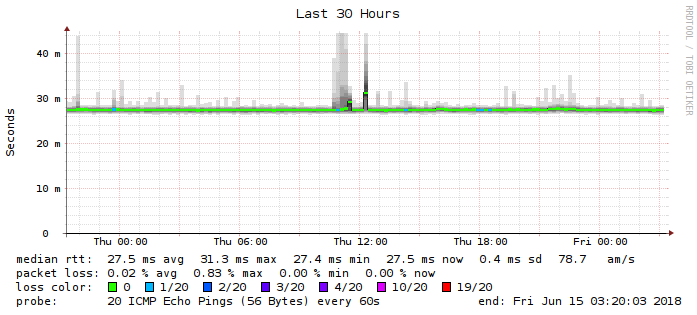 Last 30 Hours
RRDTOOL / TOBI OETIKER
Seconds
40 m
30 m
20 m
10 m
0
Thu 00:00 Thu 06:00 Thu 12:00 Thu 18:00 Fri 00:00
median rtt: 27.5 ms avg 31.3 ms max 27.4 ms min 27.5 ms now 0.4 ms sd 78.7 am/s
packet loss: 0.02 % avg 0.83 % max 0.00 % min 0.00 % now
loss color: 0 1/20 2/20 3/20 4/20 10/20 19/20
probe: 20 ICMP Echo Pings (56 Bytes) every 60s end: Fri Jun 15 03:20:03 2018